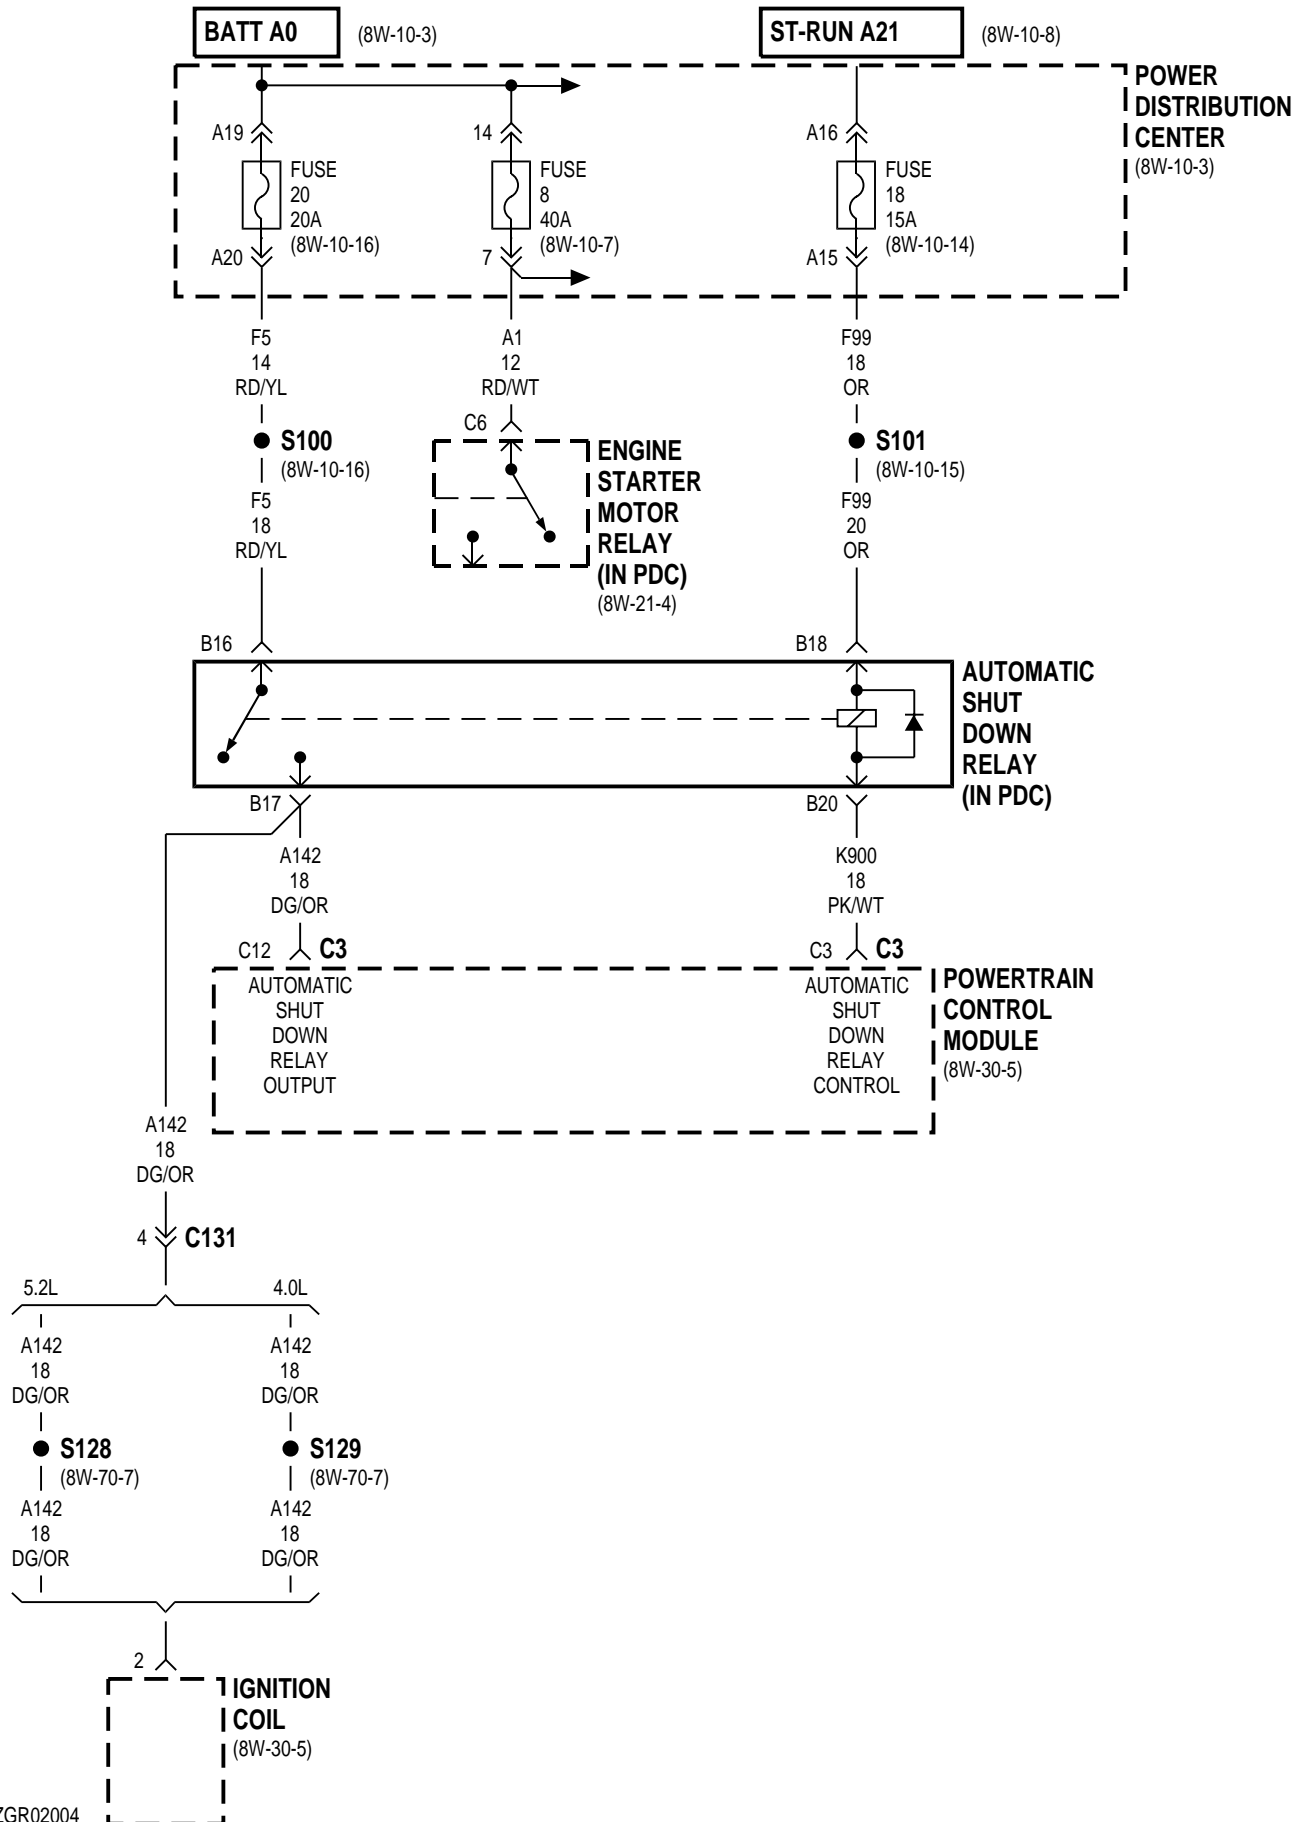 BATT A0 (8W-10-3)
ST-RUN A21 (8W-10-8)
POWER
DISTRIBUTION
CENTER
(8W-10-3)
A19
FUSE
20
20A
(8W-10-16)
A20
14
FUSE
8
40A
(8W-10-7)
7
A16
FUSE
18
15A
(8W-10-14)
A15
F5
14
RD/YL
S100
(8W-10-16)
F5
18
RD/YL
A1
12
RD/WT
C6
ENGINE
STARTER
MOTOR
RELAY
(IN PDC)
(8W-21-4)
F99
18
OR
S101
(8W-10-15)
F99
20
OR
B16
B18
AUTOMATIC
SHUT
DOWN
RELAY
(IN PDC)
B17
B20
A142
18
DG/OR
C12 C3
K900
18
PK/WT
C3 C3
AUTOMATIC
SHUT
DOWN
RELAY
OUTPUT
AUTOMATIC
SHUT
DOWN
RELAY
CONTROL
POWERTRAIN
CONTROL
MODULE
(8W-30-5)
A142
18
DG/OR
4 C131
5.2L 4.0L
A142
18
DG/OR
S128
(8W-70-7)
A142
18
DG/OR
A142
18
DG/OR
S129
(8W-70-7)
A142
18
DG/OR
2
IGNITION
COIL
(8W-30-5)
ZGR02004